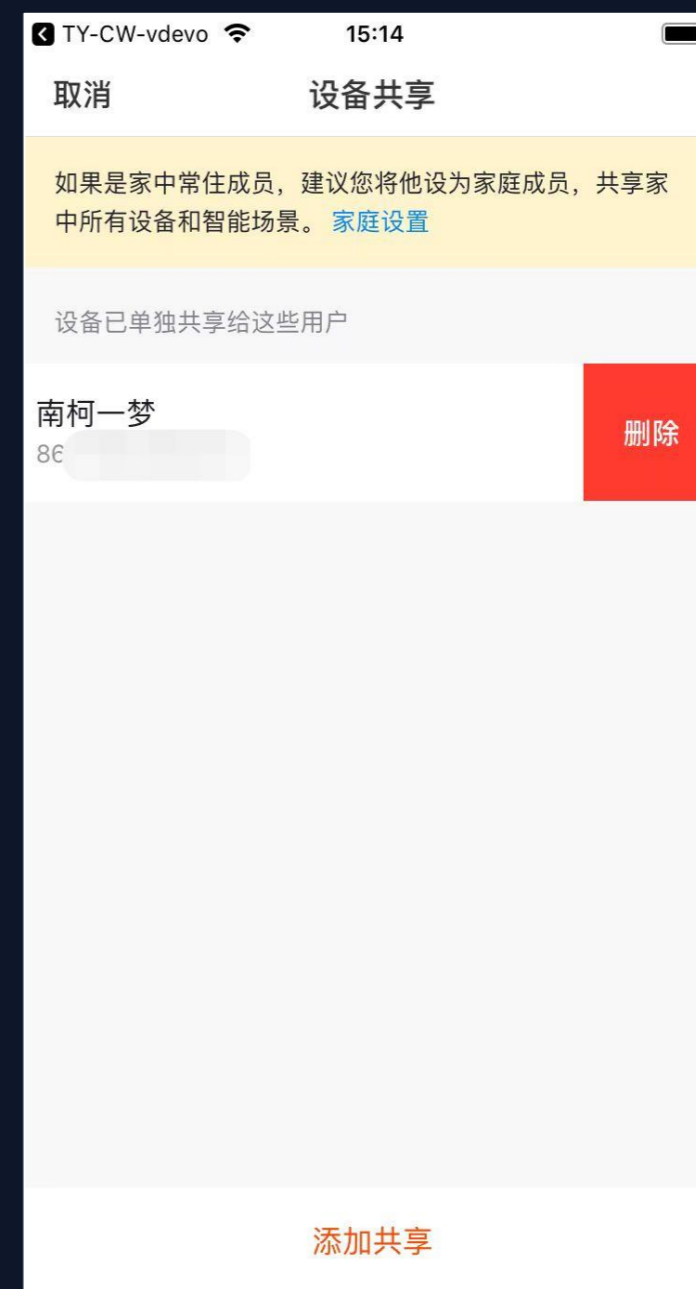 TY-CW-vdevo 15:14
取消 设备共享
如果是家中常住成员，建议您将他设为家庭成员，共享家
中所有设备和智能场景。 家庭设置
设备已单独共享给这些用户
南柯一梦
86
删除
添加共享